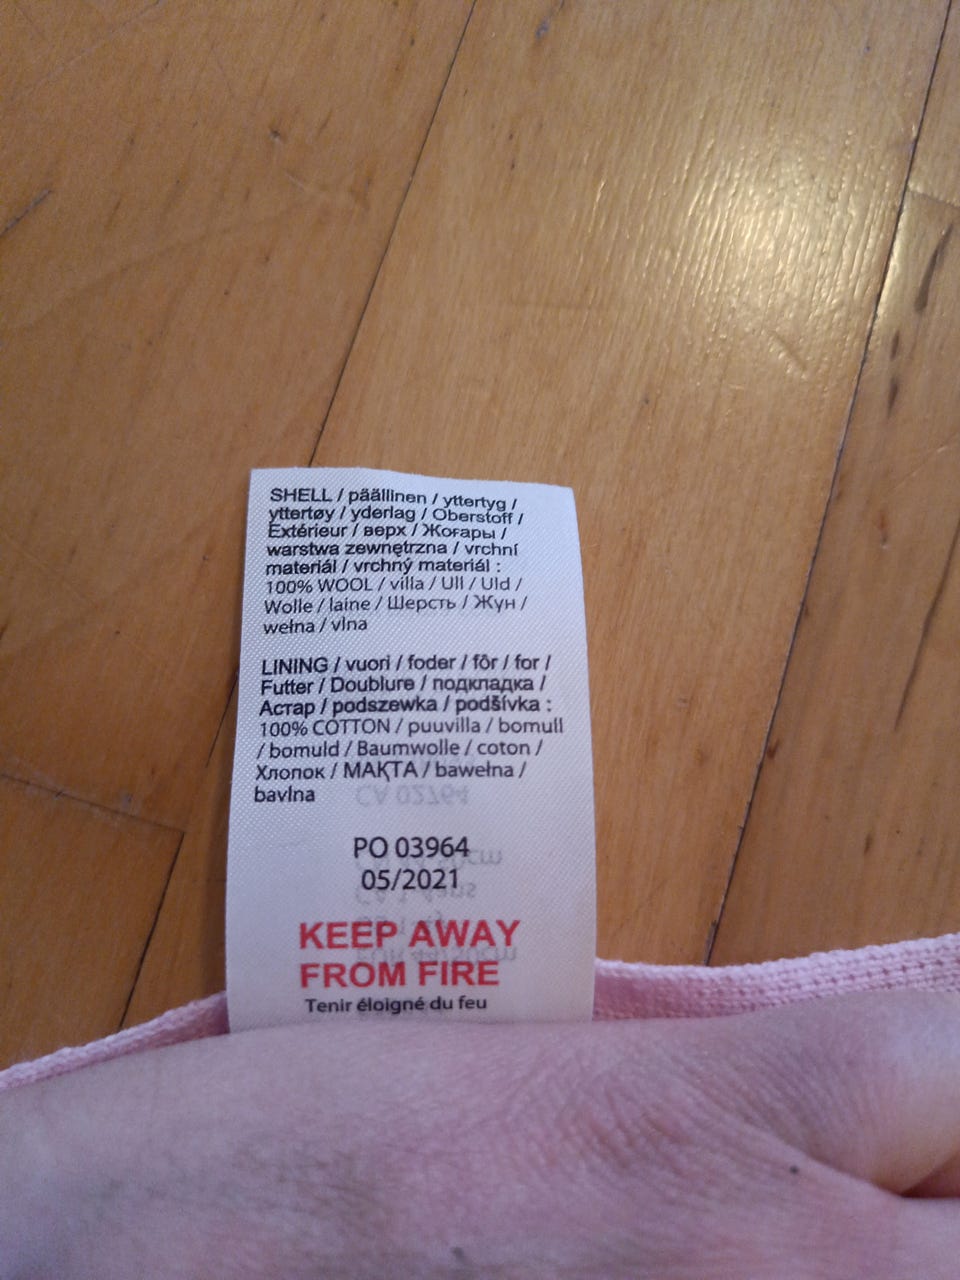 SHELL / päällinen / yttertyg /
yttertøy / yderlag / Oberstoff /
Extérieur / верх / Жоғары /
warstwa zewnętrzna / vrchní
materiál / vrchný materiál :
100% WOOL / villa / Ull / Uld /
Wolle / laine / Шерсть / Жүн /
wełna / vlna
LINING / vuori / foder / fôr / for /
Futter / Doublure / подкладка /
Астар / podszewka / podšívka :
100% COTTON / puuvilla / bomull
/ bomuld / Baumwolle / coton /
Хлопок / МАҚТА / bawełna /
bavlna
PO 03964
05/2021
KEEP AWAY
FROM FIRE
Tenir éloigné du feu